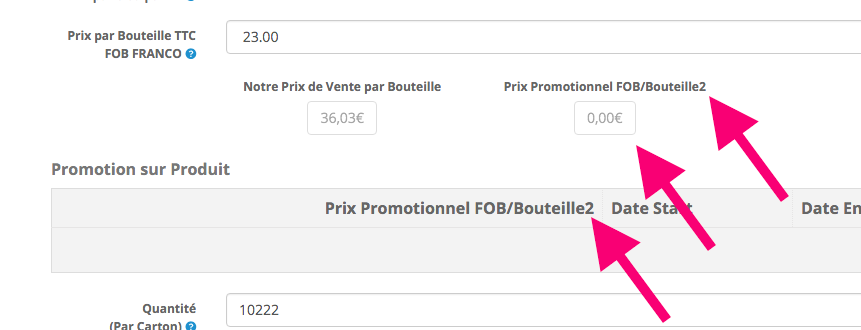 Prix par Bouteille TTC
23.00
FOB FRANCO ?
Notre Prix de Vente par Bouteille
Prix Promotionnel FOB/Bouteille2
36,03€
0,00€
Promotion sur Produit
Prix Promotionnel FOB/Bouteille2
Date Start
Date En
Quantité
10222
(Par Carton) ?